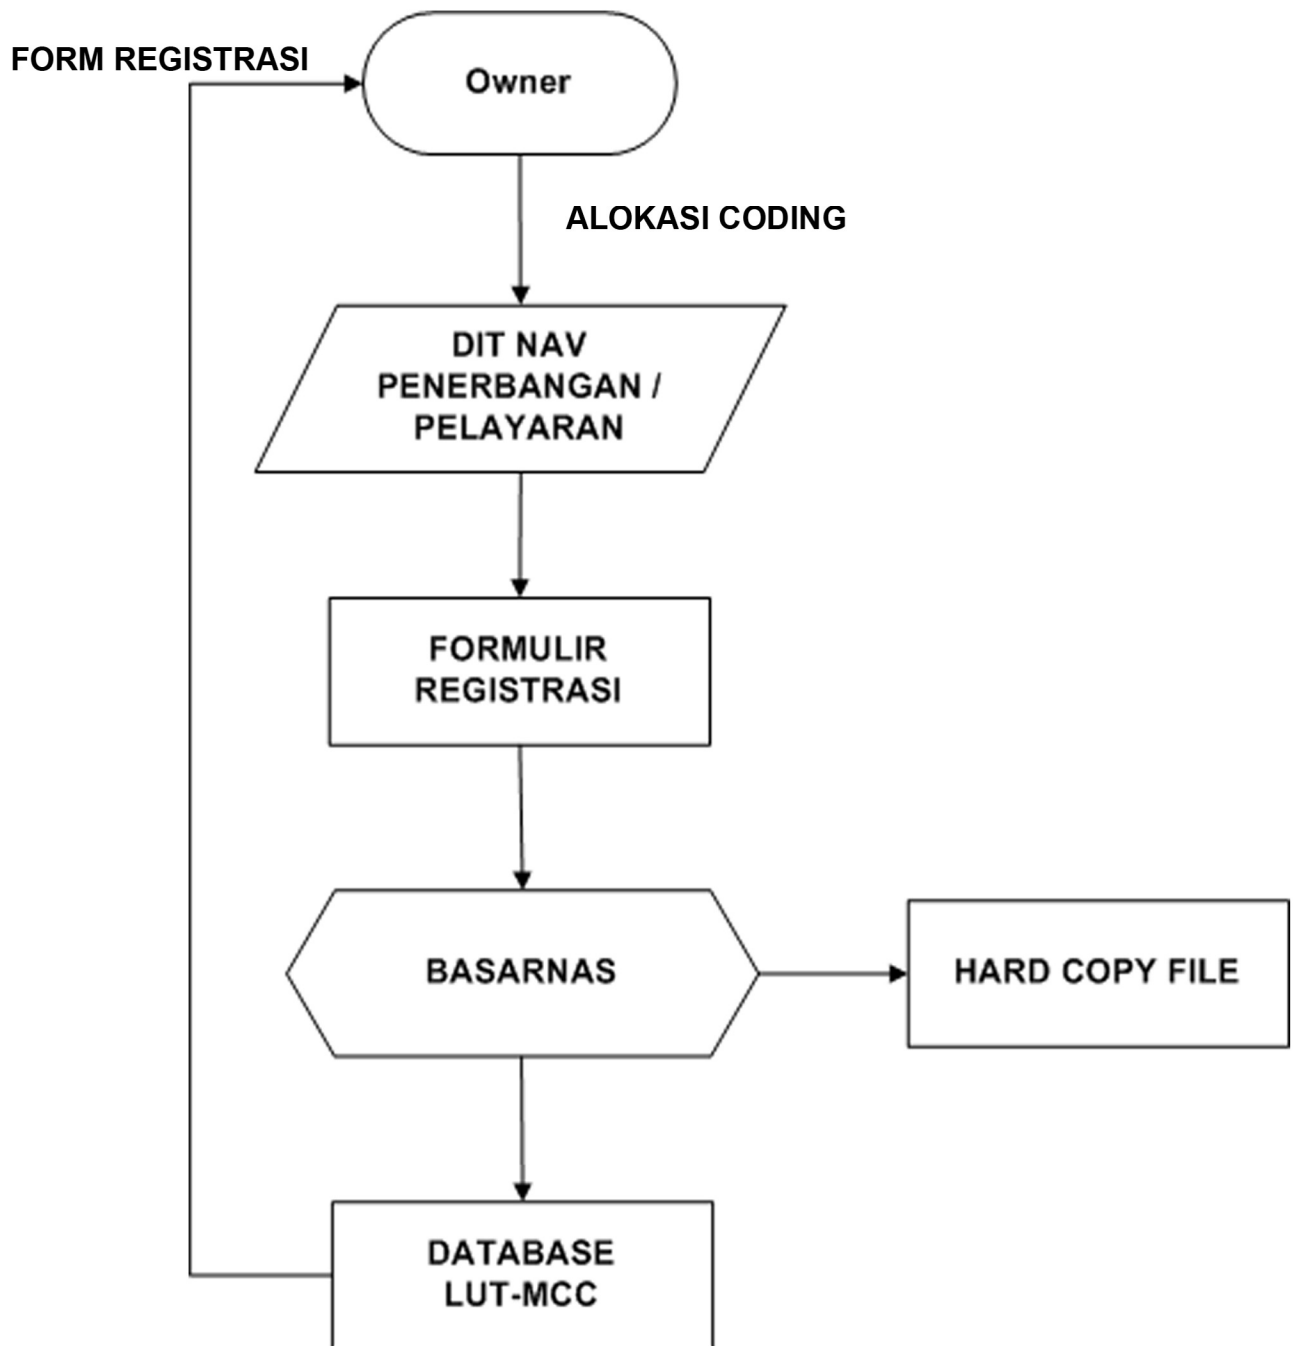 FORM REGISTRASI
Owner
ALOKASI CODING
DIT NAV
PENERBANGAN /
PELAYARAN
FORMULIR
REGISTRASI
BASARNAS
HARD COPY FILE
DATABASE
LUT-MCC